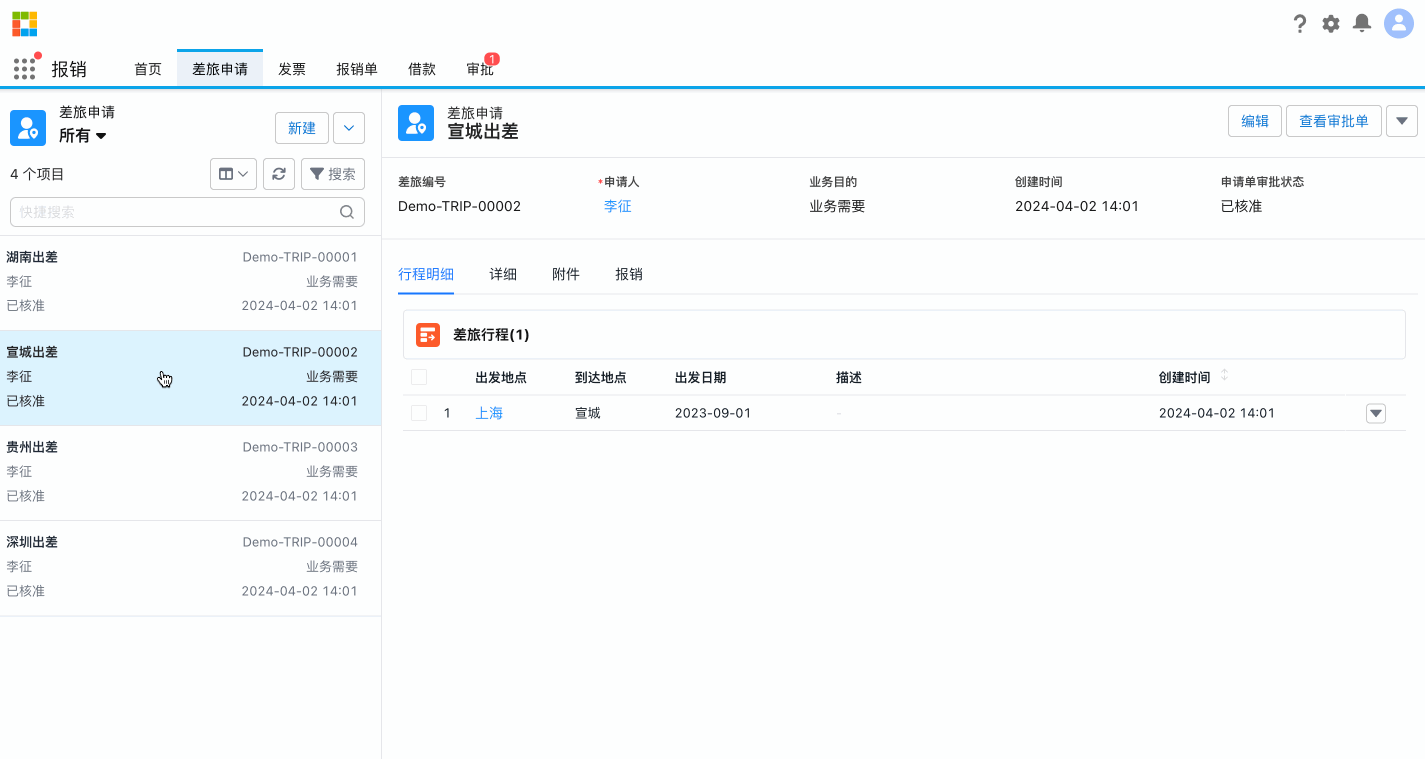 报销
首页
差旅申请
发票
报销单
借款
审批
1
差旅申请
所有
新建
4 个项目
搜索
快捷搜索
湖南出差 Demo-TRIP-00001
李征 业务需要
已核准 2024-04-02 14:01
宣城出差 Demo-TRIP-00002
李征 业务需要
已核准 2024-04-02 14:01
贵州出差 Demo-TRIP-00003
李征 业务需要
已核准 2024-04-02 14:01
深圳出差 Demo-TRIP-00004
李征 业务需要
已核准 2024-04-02 14:01
差旅申请
宣城出差
编辑
查看审批单
差旅编号 *申请人 业务目的 创建时间 申请单审批状态
Demo-TRIP-00002 李征 业务需要 2024-04-02 14:01 已核准
行程明细 详细 附件 报销
差旅行程(1)
出发地点 到达地点 出发日期 描述 创建时间
1 上海 宣城 2023-09-01 - 2024-04-02 14:01